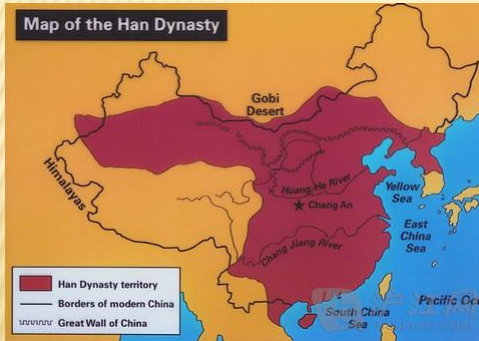 Map of the Han Dynasty
Gobi
Desert
Himalayas
Huang He River
Chang An
Yellow
Sea
East
China
Sea
Chang Jiang River
Han Dynasty territory
Borders of modern China
Great Wall of China
South China
Sea
Pacific